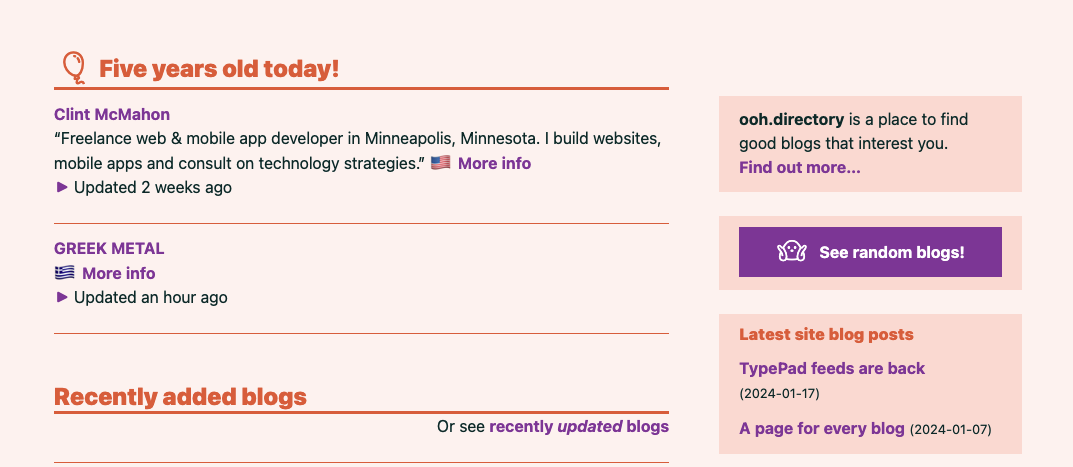 Five years old today!
Clint McMahon
“Freelance web & mobile app developer in Minneapolis, Minnesota. I build websites,
mobile apps and consult on technology strategies.” More info
Updated 2 weeks ago
GREEK METAL
More info
Updated an hour ago
Recently added blogs
Or see recently updated blogs
ooh.directory is a place to find
good blogs that interest you.
Find out more…
See random blogs!
Latest site blog posts
TypePad feeds are back
(2024-01-17)
A page for every blog (2024-01-07)